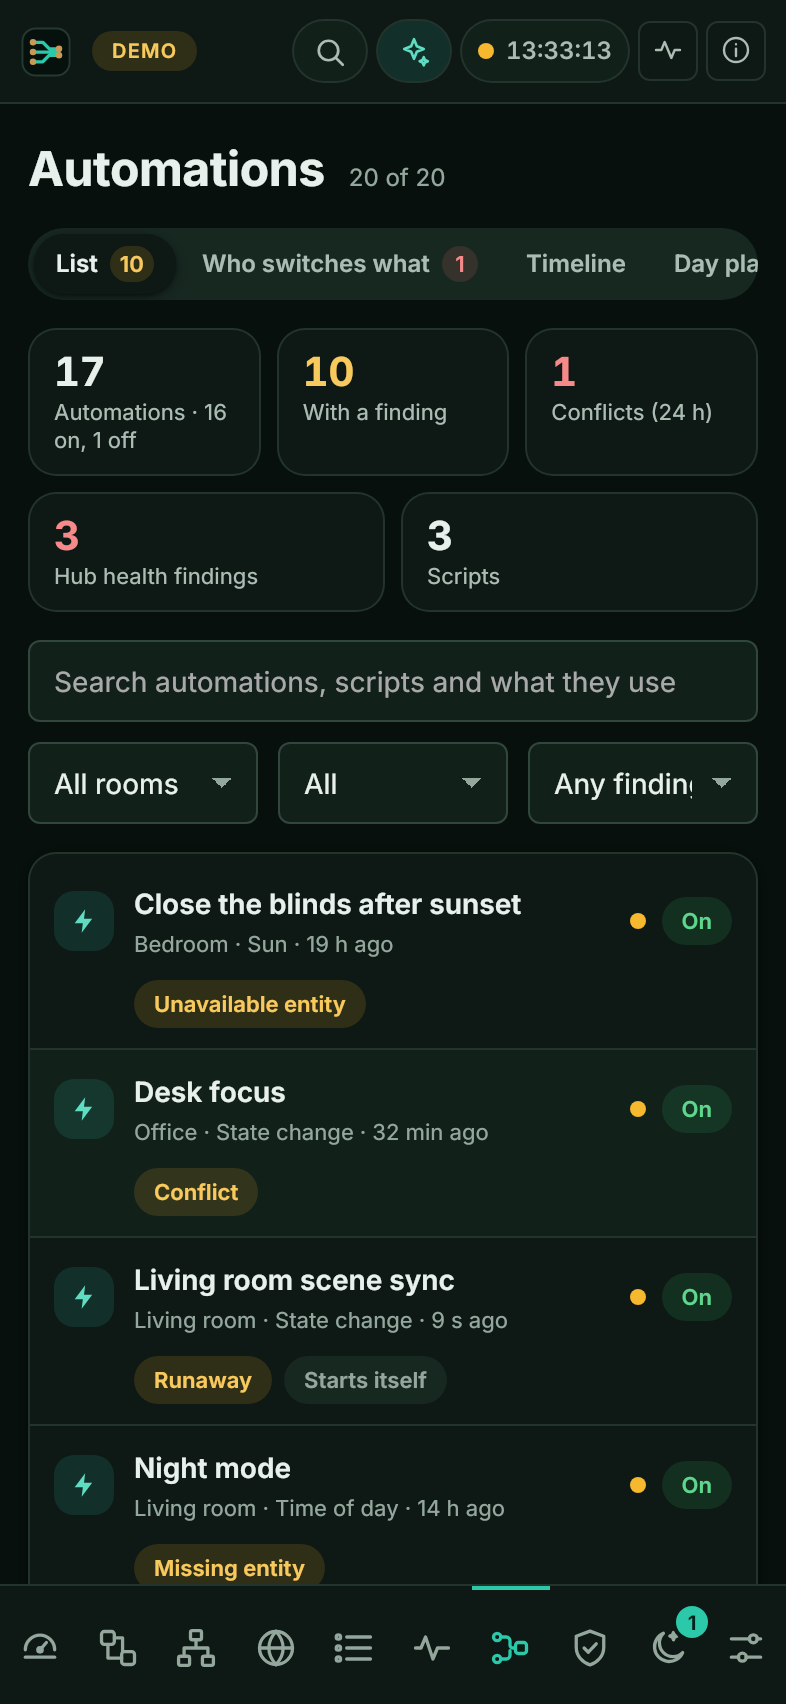 DEMO
13:33:13
Automations 20 of 20
List 10 Who switches what 1 Timeline Day pla
17
Automations · 16
on, 1 off
10
With a finding
1
Conflicts (24 h)
3
Hub health findings
3
Scripts
Search automations, scripts and what they use
All rooms
All
Any finding
Close the blinds after sunset
Bedroom · Sun · 19 h ago
On
Unavailable entity
Desk focus
Office · State change · 32 min ago
On
Conflict
Living room scene sync
Living room · State change · 9 s ago
On
Runaway Starts itself
Night mode
Living room · Time of day · 14 h ago
On
Missing entity
1